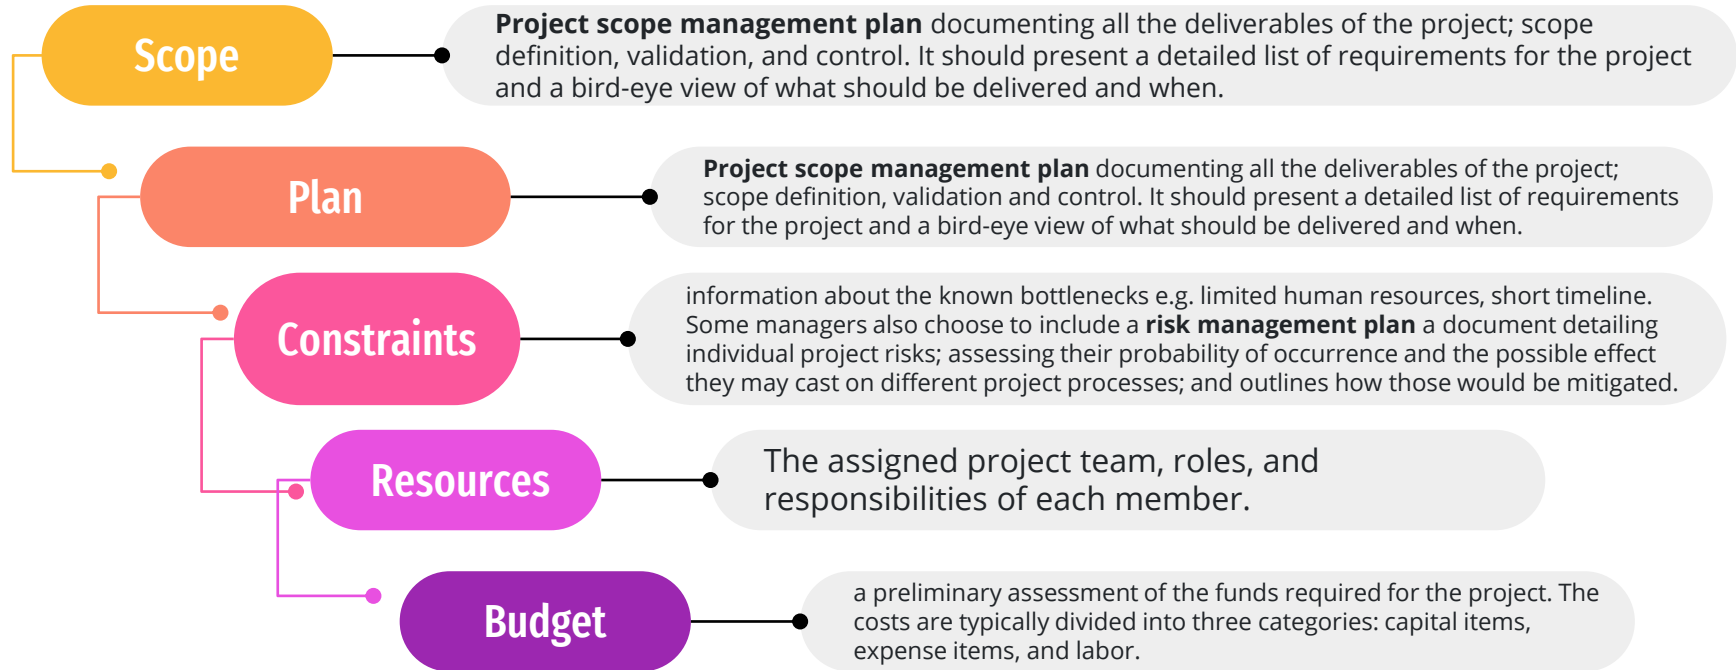 Scope
Project scope management plan documenting all the deliverables of the project; scope
definition, validation, and control. It should present a detailed list of requirements for the project
and a bird-eye view of what should be delivered and when.
Plan
Project scope management plan documenting all the deliverables of the project;
scope definition, validation and control. It should present a detailed list of requirements
for the project and a bird-eye view of what should be delivered and when.
Constraints
information about the known bottlenecks e.g. limited human resources, short timeline.
Some managers also choose to include a risk management plan a document detailing
individual project risks; assessing their probability of occurrence and the possible effect
they may cast on different project processes; and outlines how those would be mitigated.
Resources
The assigned project team, roles, and
responsibilities of each member.
Budget
a preliminary assessment of the funds required for the project. The
costs are typically divided into three categories: capital items,
expense items, and labor.